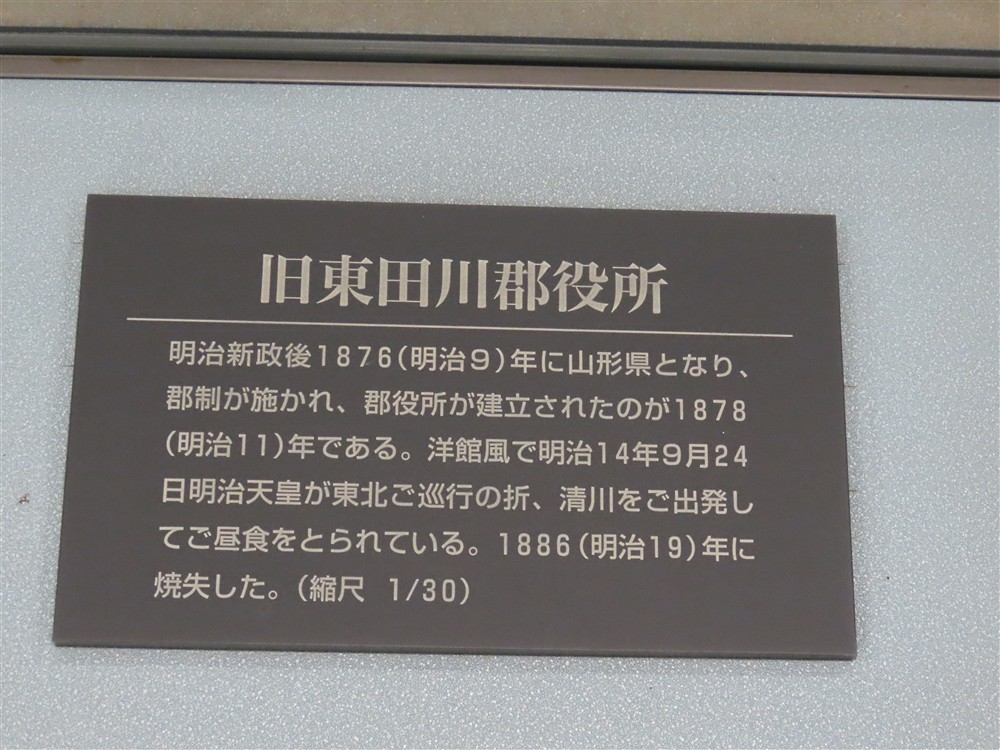 旧東田川郡役所
明治新政後1876(明治9)年に山形県となり、
郡制が施かれ、郡役所が建立されたのが1878
(明治11)年である。洋館風で明治14年9月24
日明治天皇が東北ご巡行の折、清川をご出発し
てご昼食をとられている。1886(明治19)年に
焼失した。(縮尺 1/30)